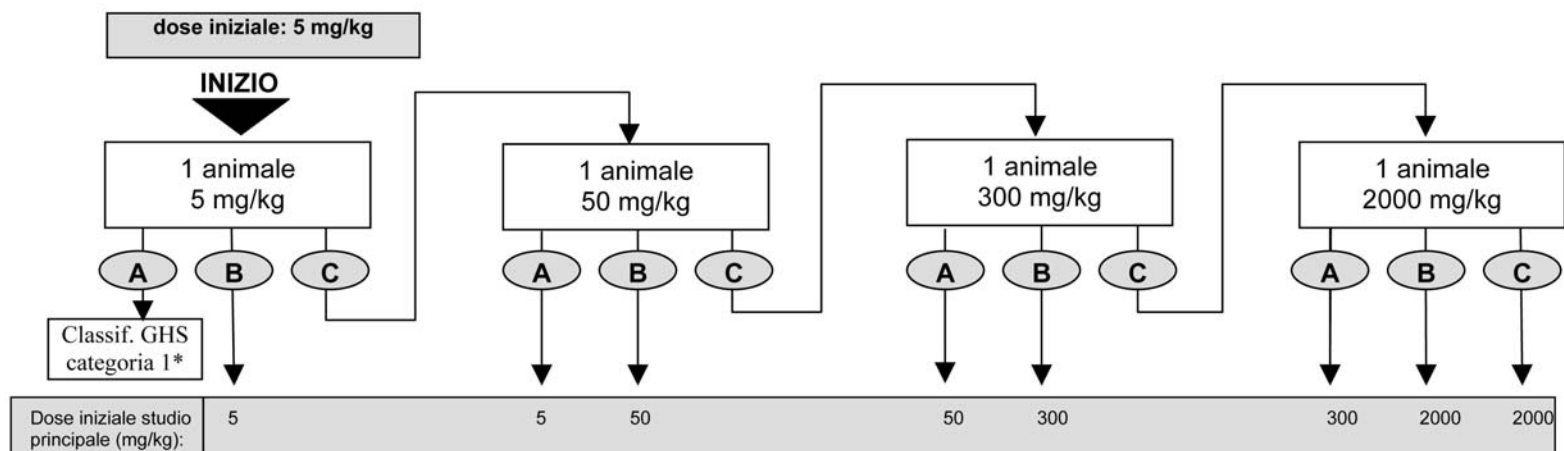 dose iniziale: 5 mg/kg
INIZIO
1 animale
5 mg/kg
1 animale
50 mg/kg
1 animale
300 mg/kg
1 animale
2000 mg/kg
A
B
C
A
B
C
A
B
C
A
B
C
Classif. GHS
categoria 1*
Dose iniziale studio
principale (mg/kg):
5
5
50
50
300
300
2000
2000